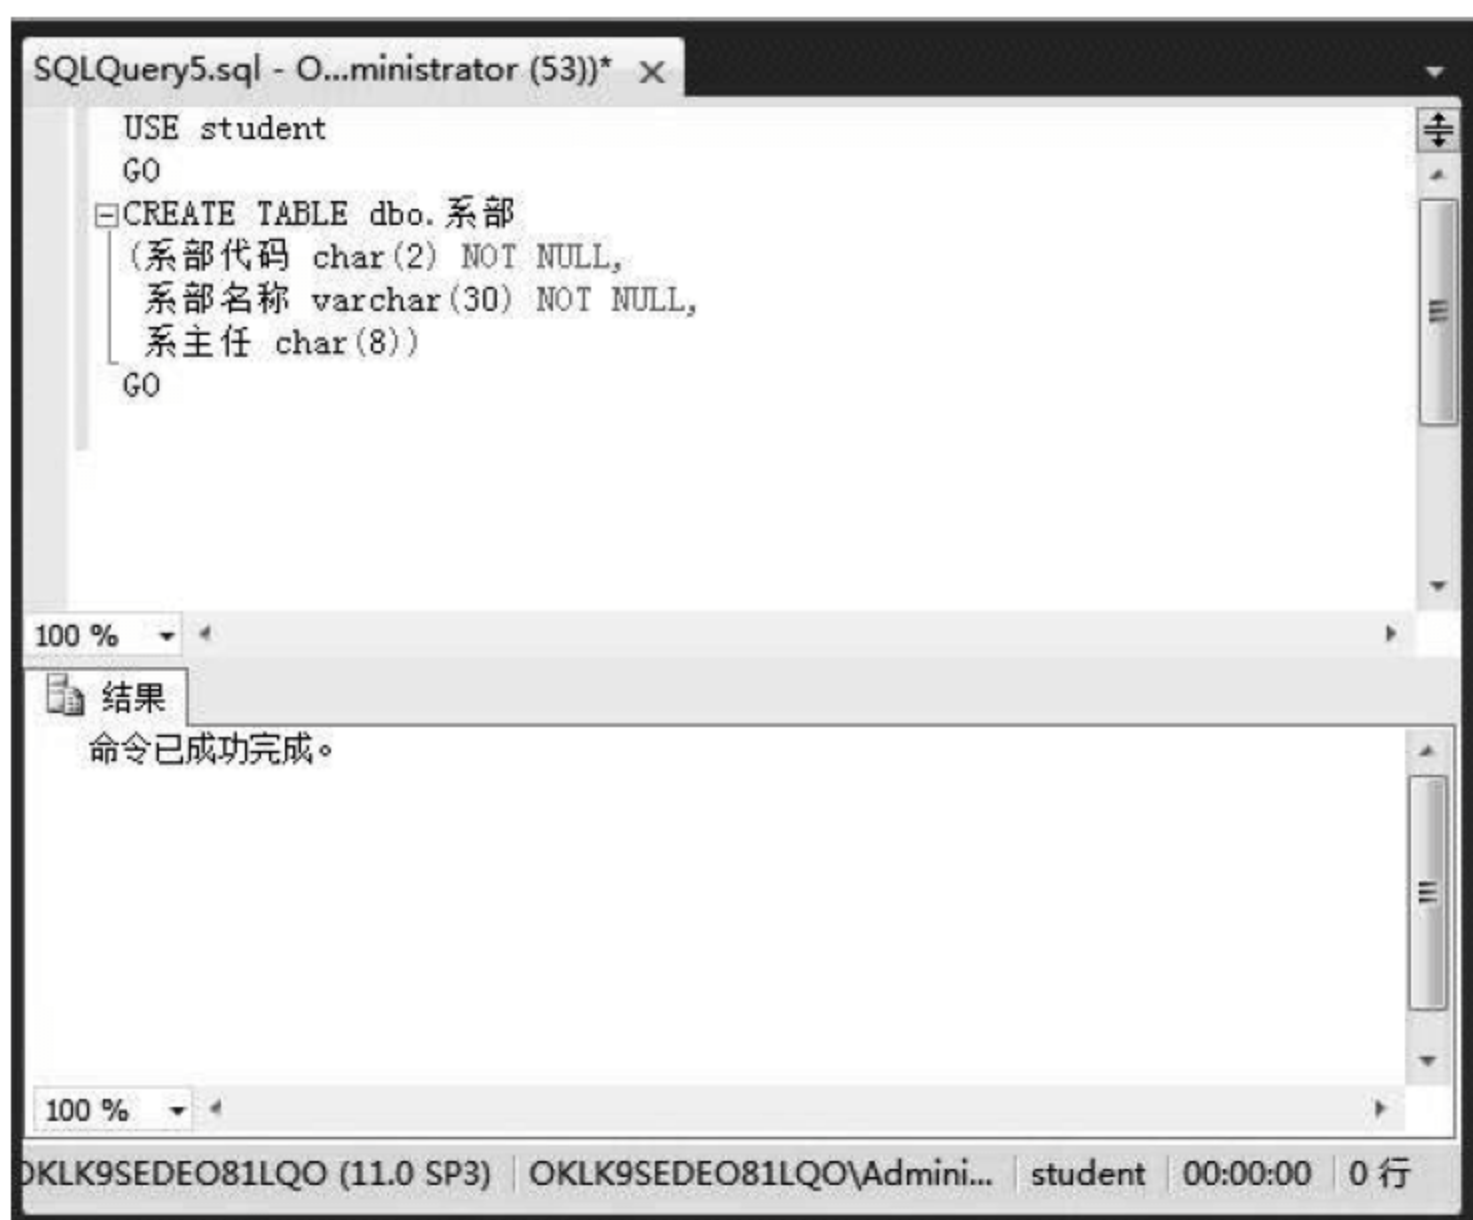 SQLQuery5.sql - O...ministrator (53))* ×
USE student
GO
CREATE TABLE dbo.系部
(系部代码 char(2) NOT NULL,
系部名称 varchar(30) NOT NULL,
系主任 char(8))
GO
100 %
结果
命令已成功完成。
100 %
OKLK9SEDEO81LQO (11.0 SP3) OKLK9SEDEO81LQO\Admini... student 00:00:00 0 行